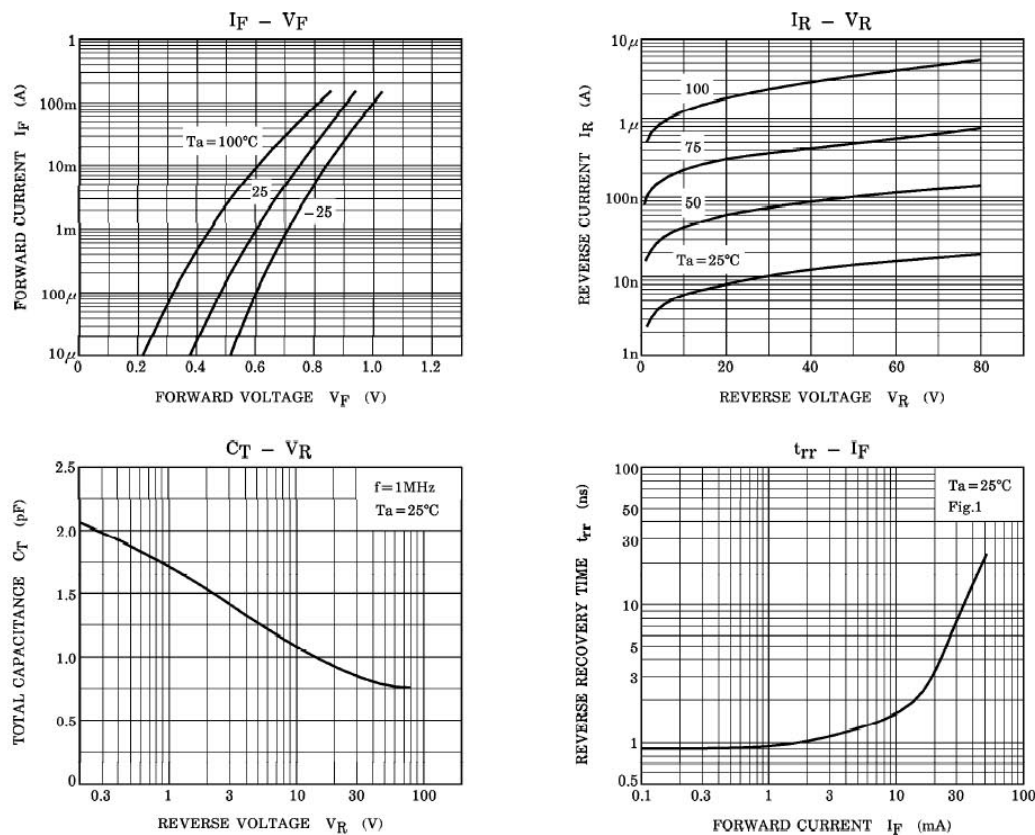 IF – VF
FORWARD CURRENT IF (A)
1
100m
10m
1m
100μ
10μ
Ta=100℃
25
–25
0 0.2 0.4 0.6 0.8 1.0 1.2
FORWARD VOLTAGE VF (V)
IR – VR
REVERSE CURRENT IR (A)
10μ
1μ
100n
10n
1n
100
75
50
Ta=25℃
0 20 40 60 80
REVERSE VOLTAGE VR (V)
CT – VR
TOTAL CAPACITANCE CT (pF)
2.5
2.0
1.5
1.0
0.5
0
f=1MHz
Ta=25℃
0.3 1 3 10 30 100
REVERSE VOLTAGE VR (V)
trr – IF
REVERSE RECOVERY TIME trr (ns)
100
50
30
10
5
3
1
0.5
Ta=25℃
Fig.1
0.1 0.3 1 3 10 30 100
FORWARD CURRENT IF (mA)